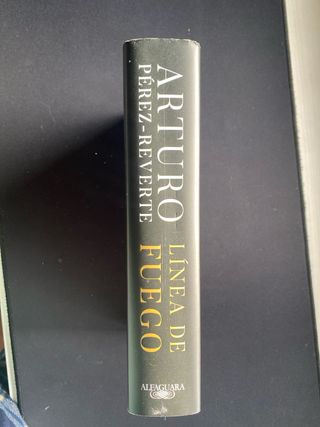 ARTURO
PÉREZ-REVERTE
LÍNEA DE
FUEGO
ALFAGUARA